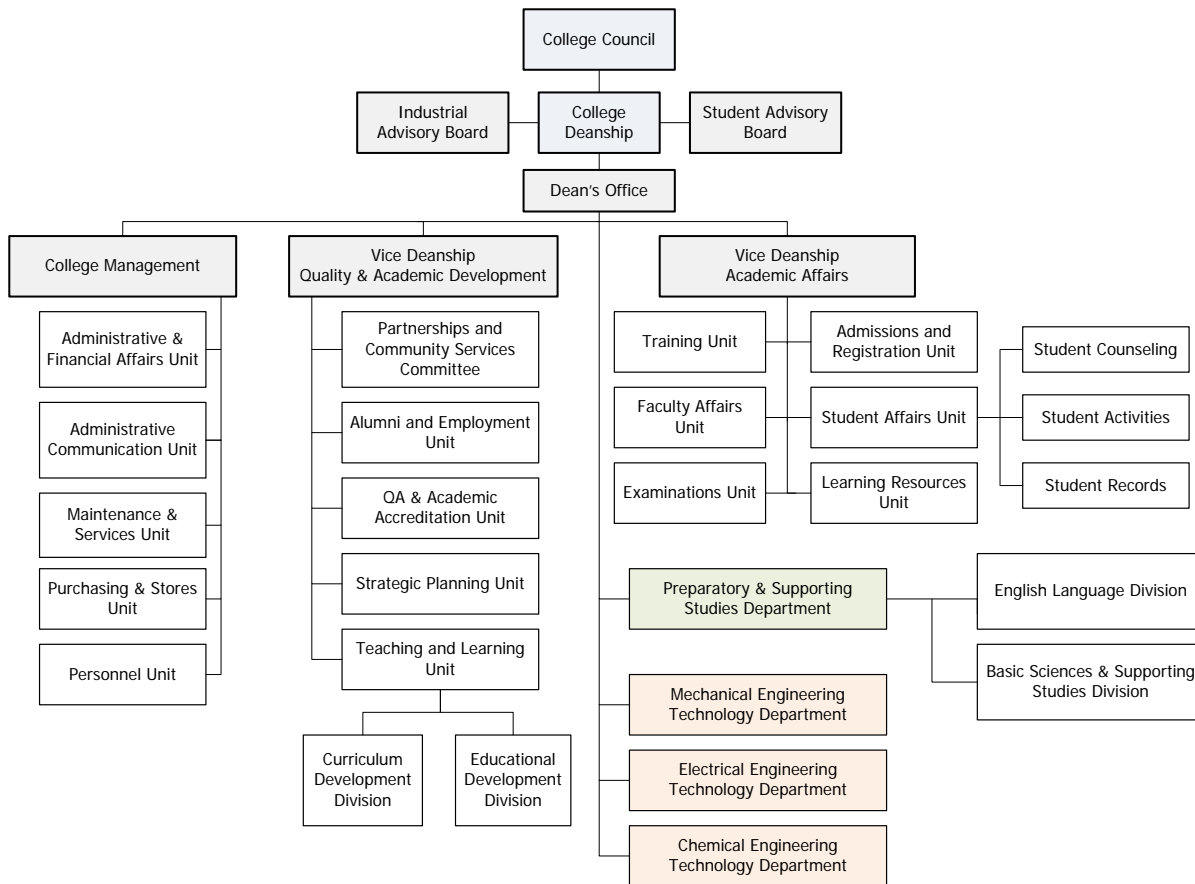 College Council
Industrial
Advisory Board
College
Deanship
Student Advisory
Board
Dean's Office
College Management
Vice Deanship
Quality & Academic Development
Vice Deanship
Academic Affairs
Administrative &
Financial Affairs Unit
Administrative
Communication Unit
Maintenance &
Services Unit
Purchasing & Stores
Unit
Personnel Unit
Partnerships and
Community Services
Committee
Alumni and Employment
Unit
QA & Academic
Accreditation Unit
Strategic Planning Unit
Teaching and Learning
Unit
Curriculum
Development
Division
Educational
Development
Division
Training Unit
Admissions and
Registration Unit
Faculty Affairs
Unit
Student Affairs Unit
Examinations Unit
Learning Resources
Unit
Student Counseling
Student Activities
Student Records
Preparatory & Supporting
Studies Department
English Language Division
Basic Sciences & Supporting
Studies Division
Mechanical Engineering
Technology Department
Electrical Engineering
Technology Department
Chemical Engineering
Technology Department